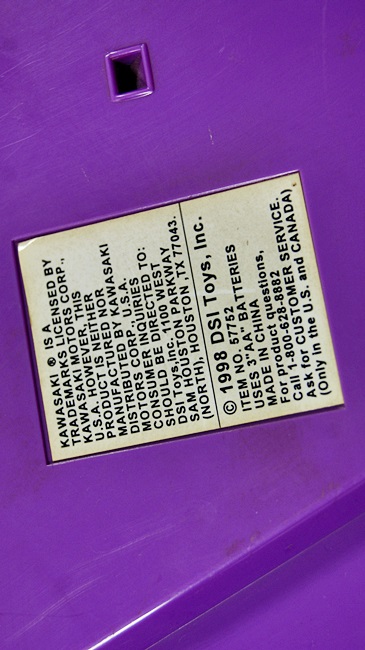 KAWASAKI ® IS A
TRADEMARKS LICENSED BY
KAWASAKI MOTORS CORP.,
U.S.A. HOWEVER, THIS
PRODUCT IS NEITHER
MANUFACTURED NOR
DISTRIBUTED BY KAWASAKI
MOTORS CORP., U.S.A.
CONSUMER INQUIRIES
SHOULD BE DIRECTED TO:
DSI Toys,inc., 1100 WEST
SAM HOUSTON PARKWAY
(NORTH), HOUSTON ,TX 77043.
© 1998 DSI Toys, Inc.
ITEM NO. 57752
USES 3"AA" BATTERIES
MADE IN CHINA
For product questions,
Call 1-800-628-8882
Ask for CUSTOMER SERVICE.
(Only in the U.S. and CANADA)